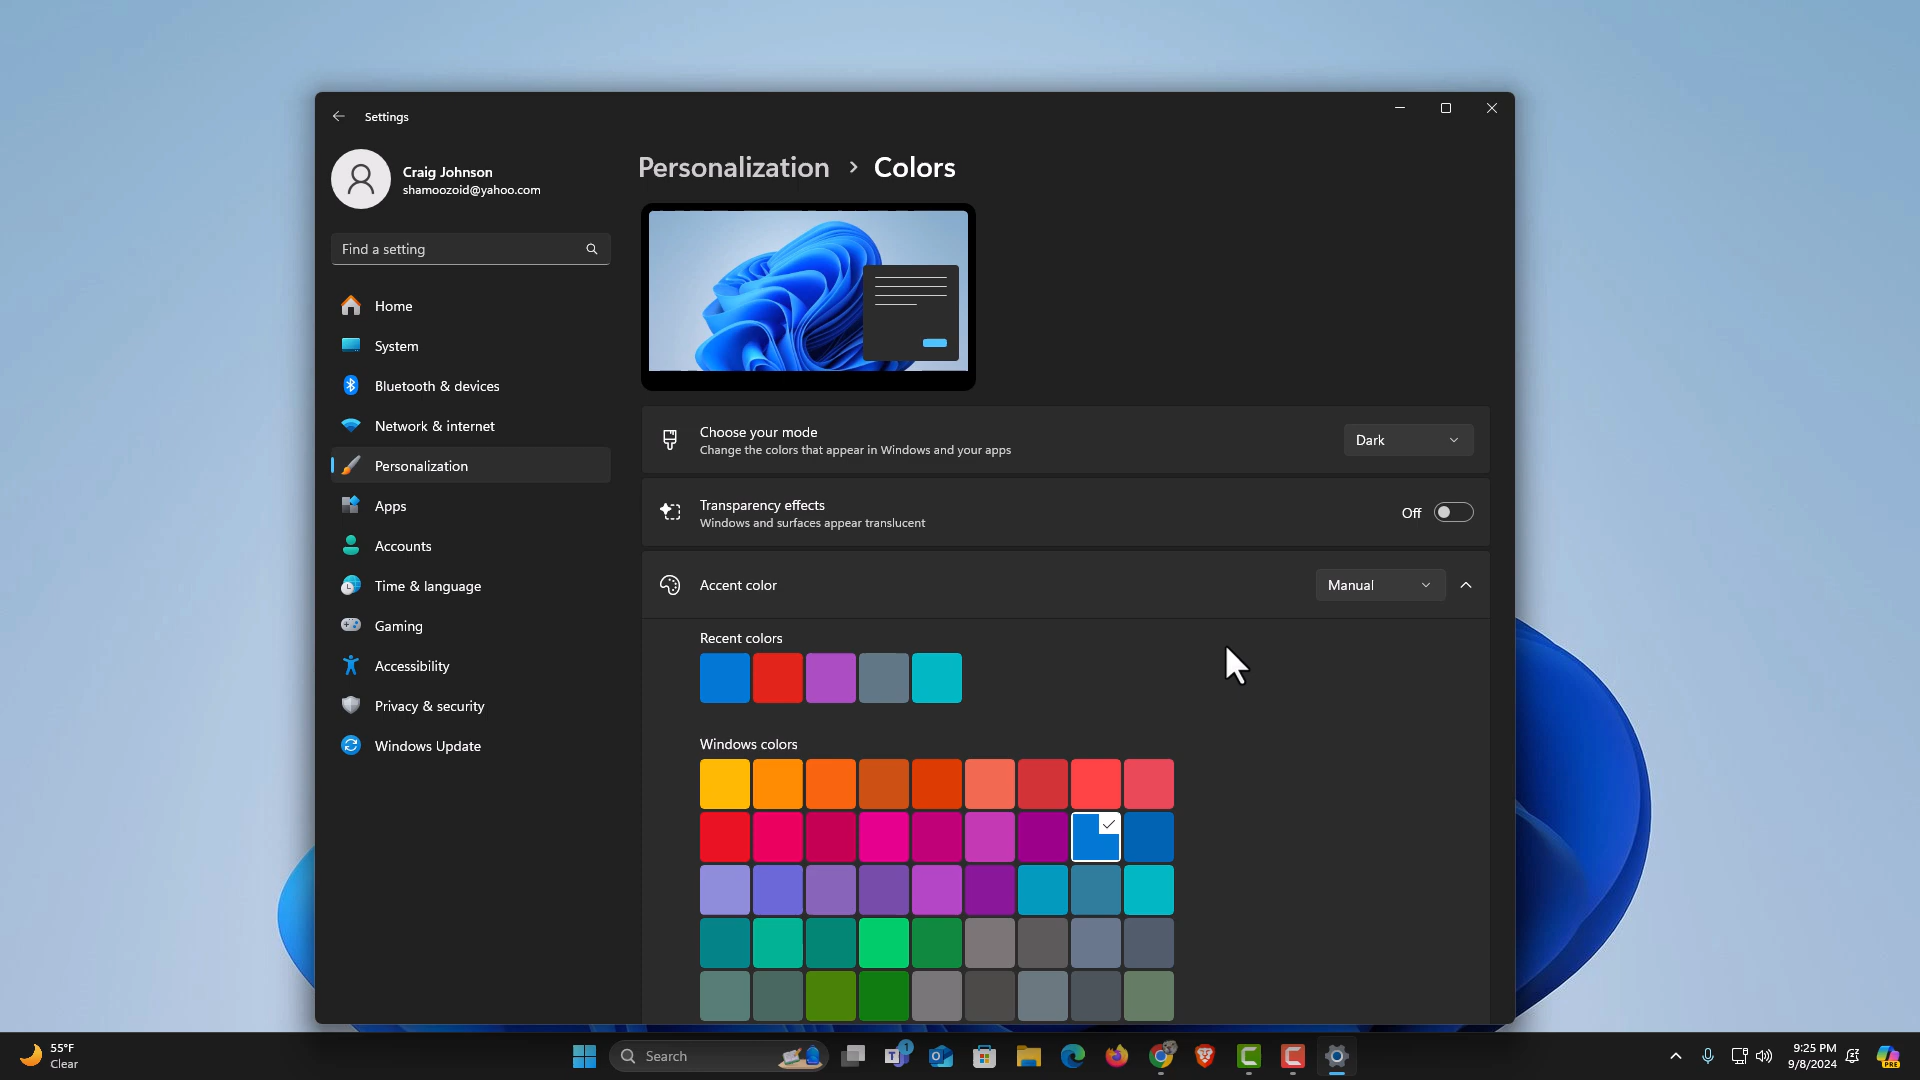 Settings
Craig Johnson
shamoozoid@yahoo.com
Find a setting
Home
System
Bluetooth & devices
Network & internet
Personalization
Apps
Accounts
Time & language
Gaming
Accessibility
Privacy & security
Windows Update
Personalization > Colors
Choose your mode
Change the colors that appear in Windows and your apps
Dark
Transparency effects
Windows and surfaces appear translucent
Off
Accent color
Manual
Recent colors
Windows colors
55°F
Clear
Search
1
9:25 PM
9/8/2024
PRE